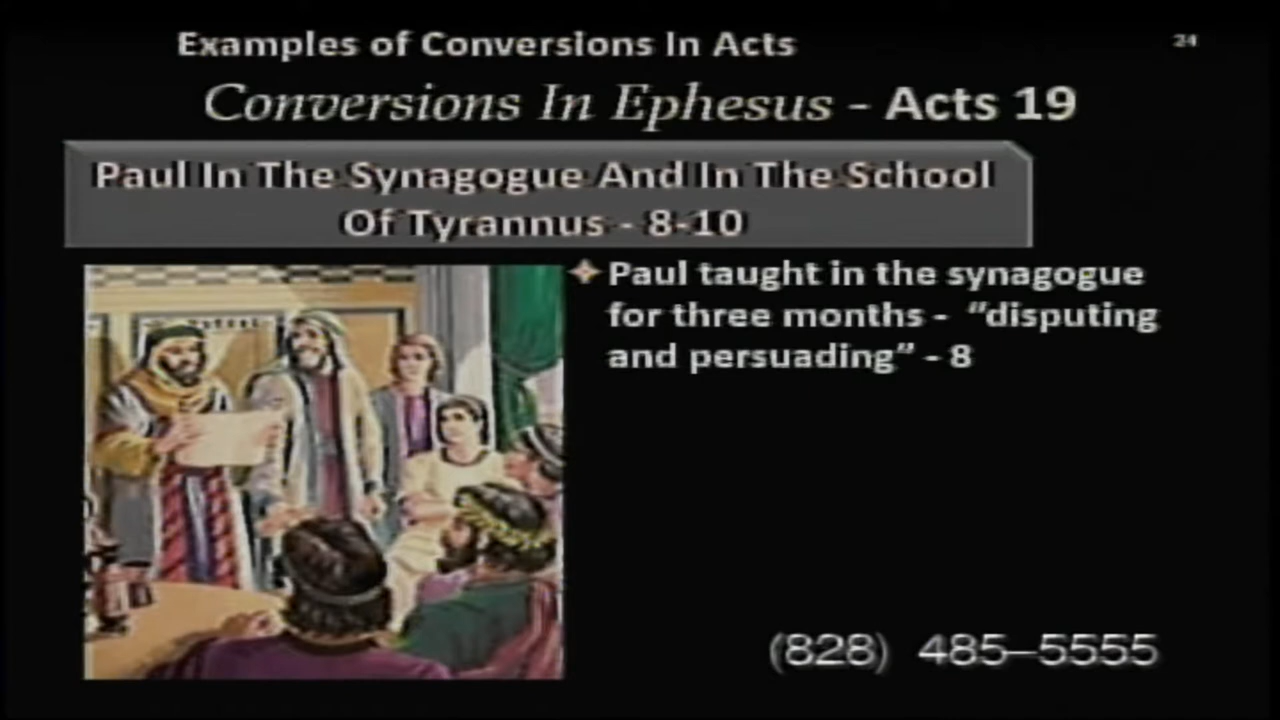 Examples of Conversions In Acts
24
Conversions In Ephesus - Acts 19
Paul In The Synagogue And In The School
Of Tyrannus - 8-10
Paul taught in the synagogue
for three months - "disputing
and persuading" - 8
(828) 485–5555